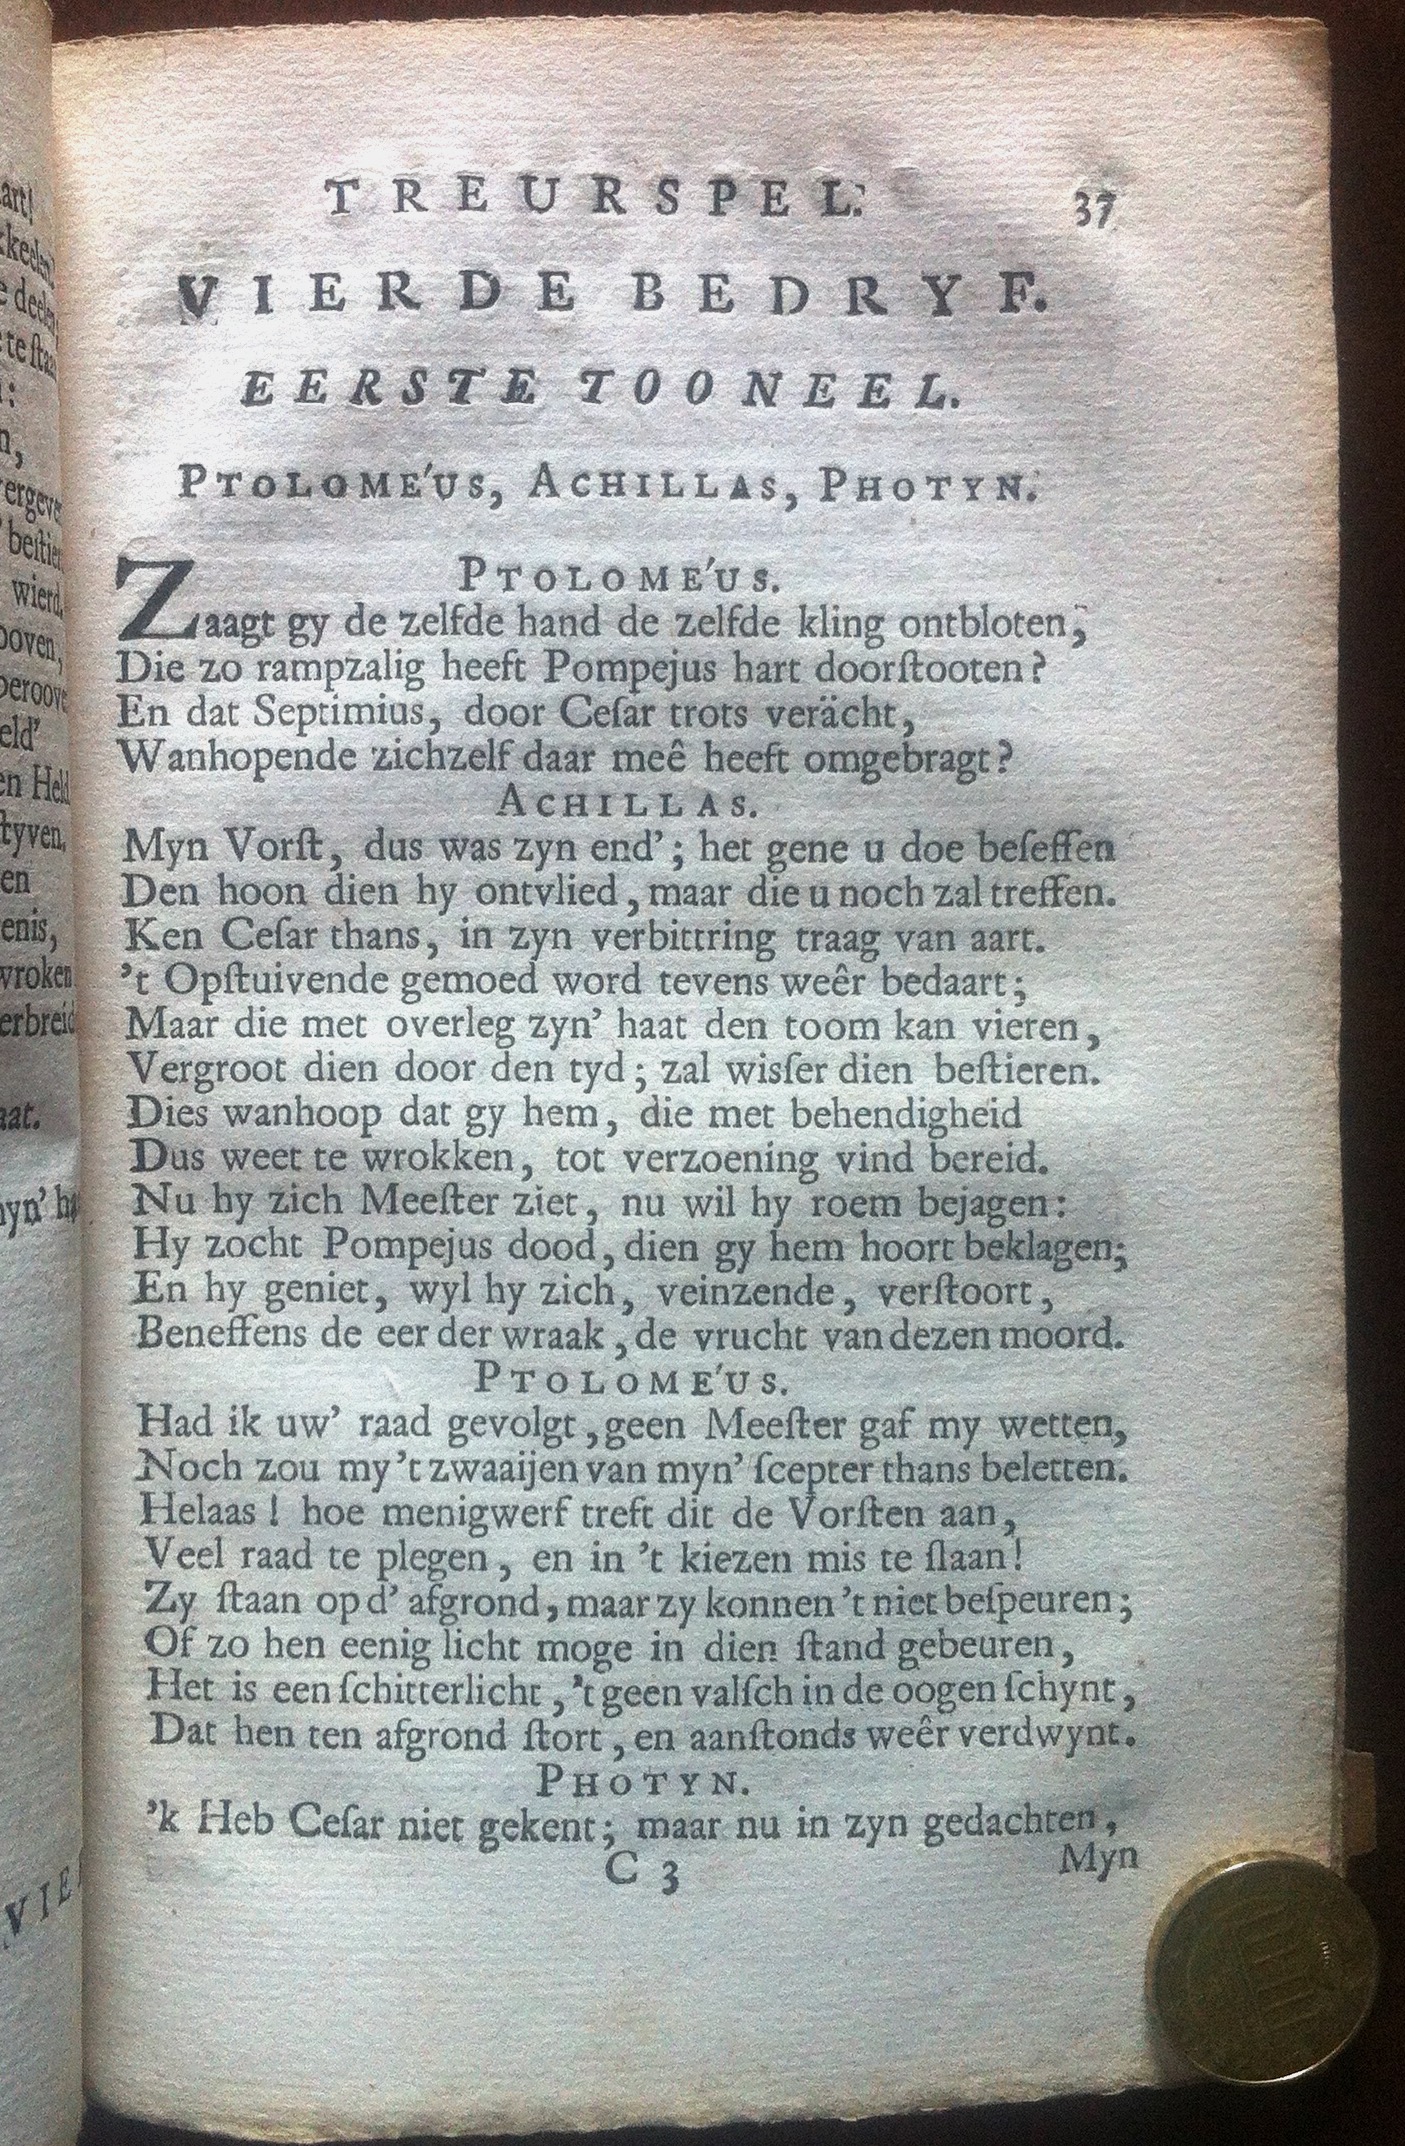 TREURSPEL.
37
VIERDE BEDRYF.
EERSTE TOONEEL.
PTOLOME'US, ACHILLAS, PHOTYN.
PTOLOME'US.
Zaagt gy de zelfde hand de zelfde kling ontbloten,
Die zo rampzalig heeft Pompejus hart doorſtooten?
En dat Septimius, door Ceſar trots verächt,
Wanhopende zichzelf daar meê heeft omgebragt?
ACHILLAS.
Myn Vorſt, dus was zyn end'; het gene u doe beſeffen
Den hoon dien hy ontvlied, maar die u noch zal treffen.
Ken Ceſar thans, in zyn verbittring traag van aart.
't Opſtuivende gemoed word tevens weêr bedaart;
Maar die met overleg zyn' haat den toom kan vieren,
Vergroot dien door den tyd; zal wisſer dien beſtieren.
Dies wanhoop dat gy hem, die met behendigheid
Dus weet te wrokken, tot verzoening vind bereid.
Nu hy zich Meeſter ziet, nu wil hy roem bejagen:
Hy zocht Pompejus dood, dien gy hem hoort beklagen;
En hy geniet, wyl hy zich, veinzende, verſtoort,
Beneffens de eer der wraak, de vrucht van dezen moord.
PTOLOME'US.
Had ik uw' raad gevolgt, geen Meeſter gaf my wetten,
Noch zou my 't zwaaijen van myn' ſcepter thans beletten.
Helaas! hoe menigwerf treft dit de Vorſten aan,
Veel raad te plegen, en in 't kiezen mis te ſlaan!
Zy ſtaan op d' afgrond, maar zy konnen 't niet beſpeuren;
Of zo hen eenig licht moge in dien ſtand gebeuren,
Het is een ſchitterlicht, 't geen valſch in de oogen ſchynt,
Dat hen ten afgrond ſtort, en aanſtonds weêr verdwynt.
PHOTYN.
'k Heb Ceſar niet gekent; maar nu in zyn gedachten,
C 3
Myn